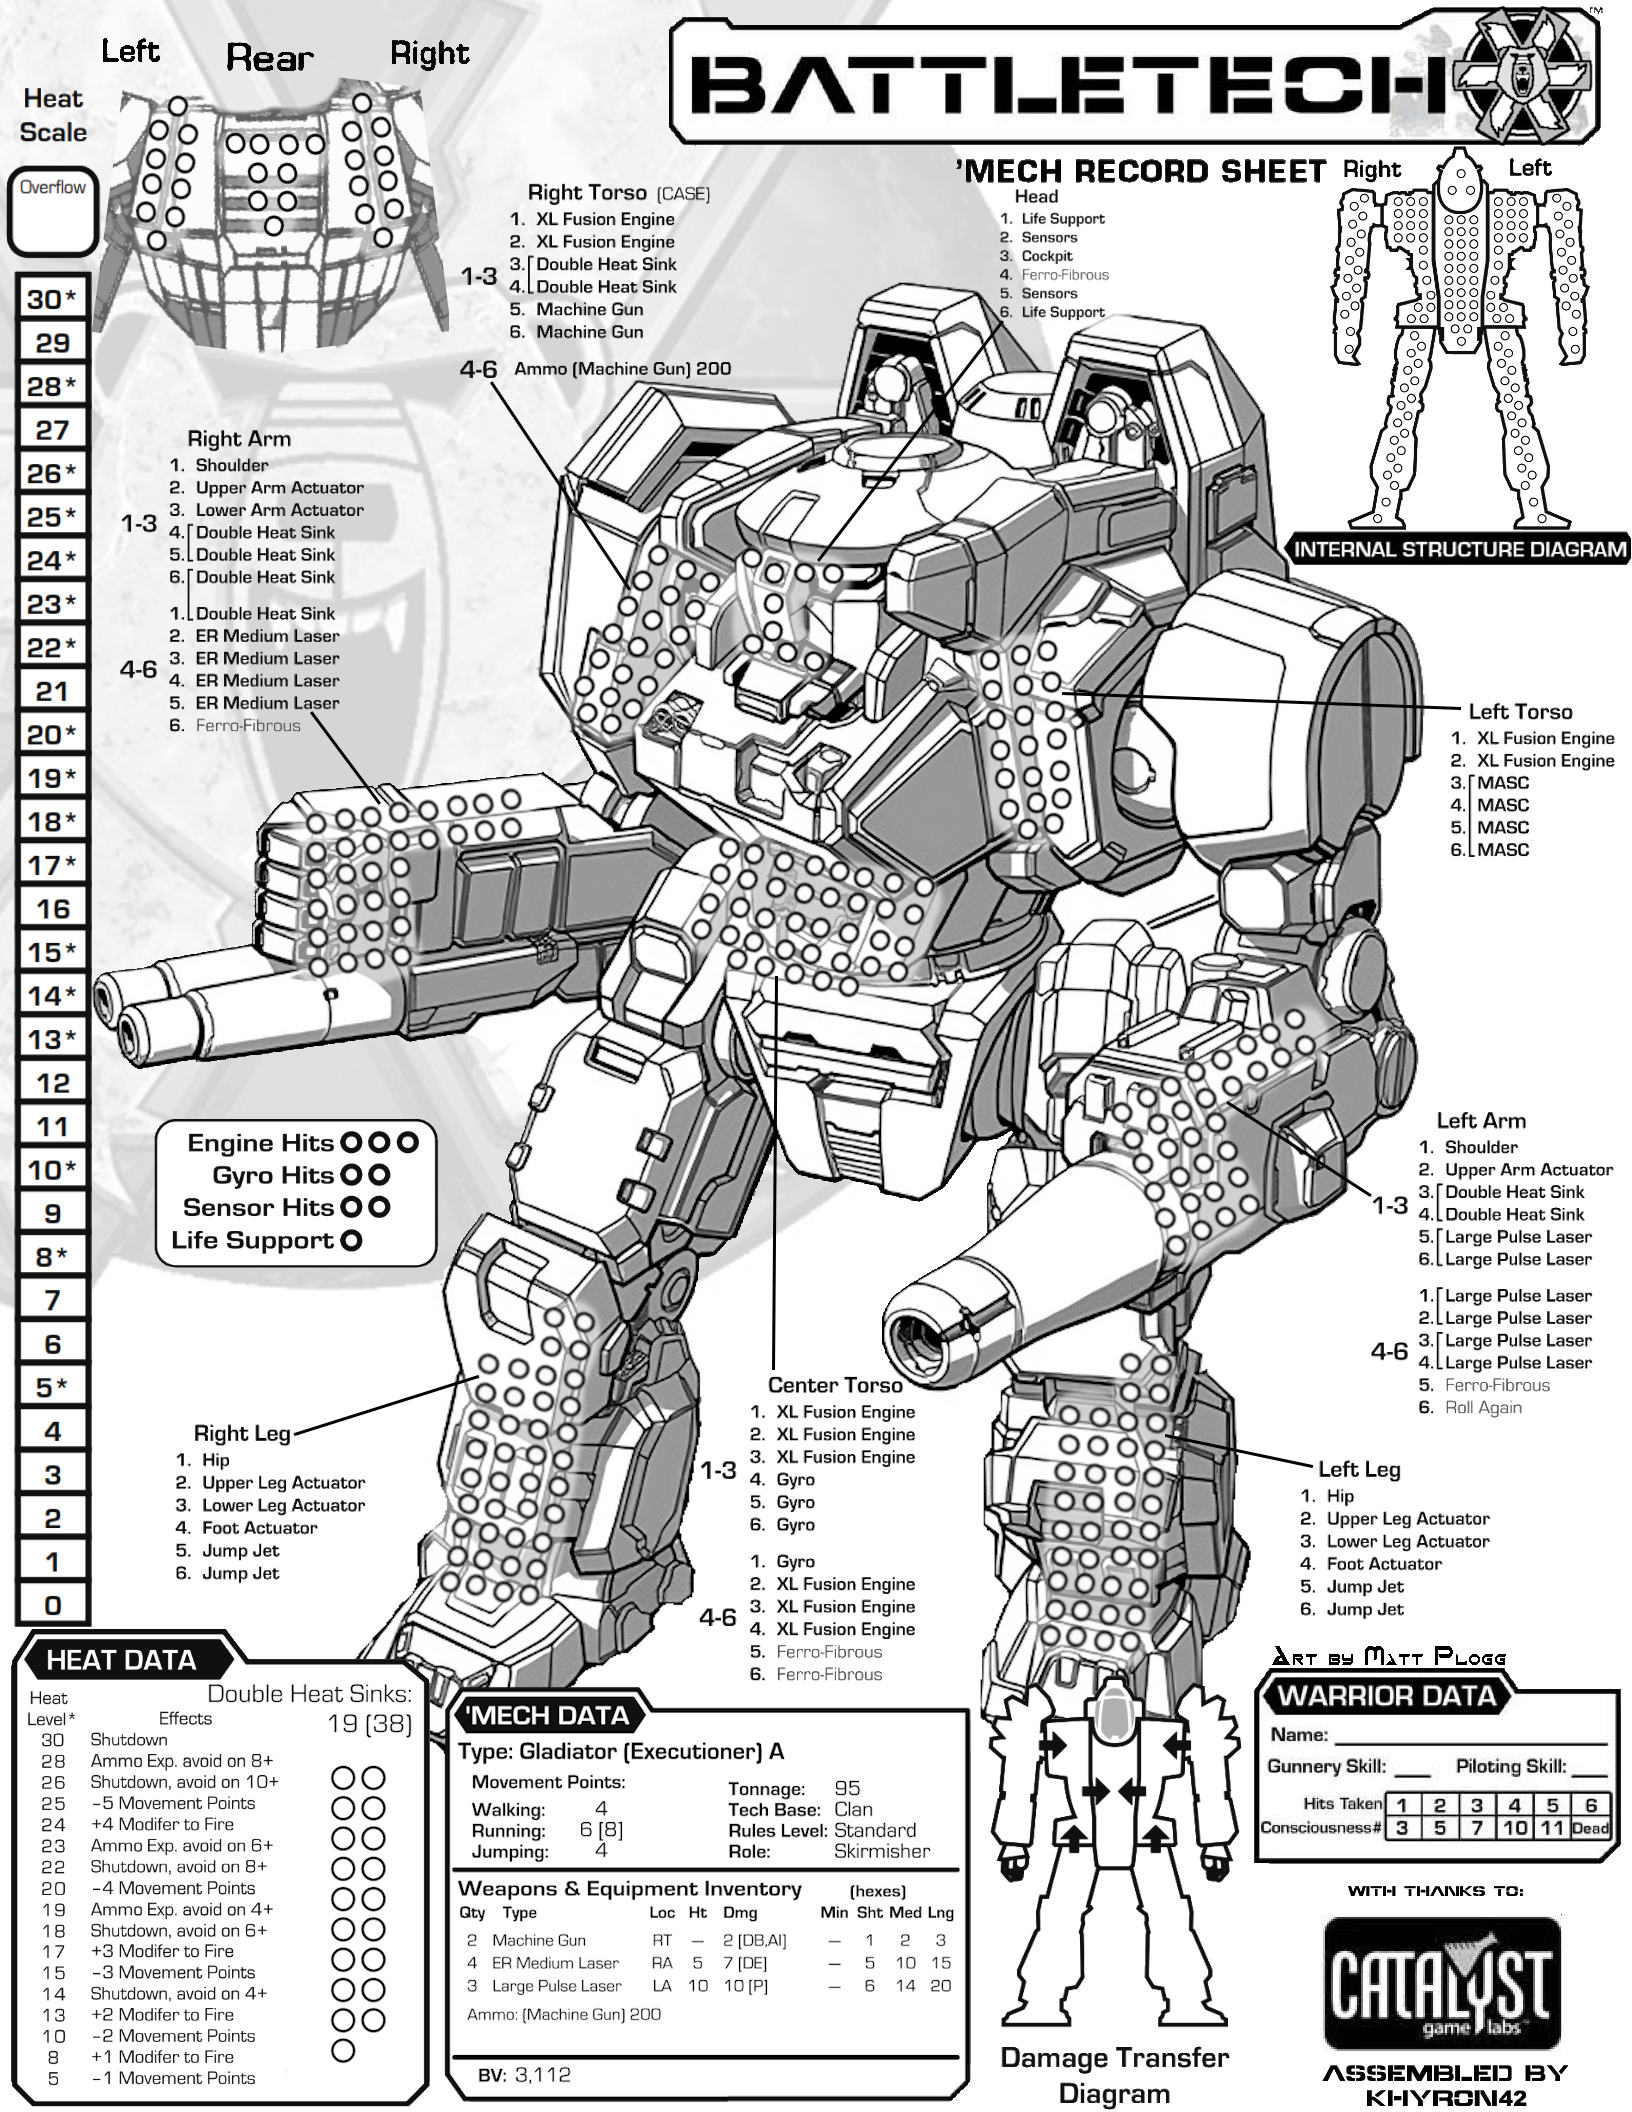 Left Rear Right
BATTLETECH
TM
'MECH RECORD SHEET
Heat
Scale
Overflow
30*
29
28*
27
26*
25*
24*
23*
22*
21
20*
19*
18*
17*
16
15*
14*
13*
12
11
10*
9
8*
7
6
5*
4
3
2
1
0
Right Torso (CASE)
1-3
1. XL Fusion Engine
2. XL Fusion Engine
3. Double Heat Sink
4. Double Heat Sink
5. Machine Gun
6. Machine Gun
4-6 Ammo (Machine Gun) 200
Head
1. Life Support
2. Sensors
3. Cockpit
4. Ferro-Fibrous
5. Sensors
6. Life Support
Right Left
INTERNAL STRUCTURE DIAGRAM
Right Arm
1-3
1. Shoulder
2. Upper Arm Actuator
3. Lower Arm Actuator
4. Double Heat Sink
5. Double Heat Sink
6. Double Heat Sink
4-6
1. Double Heat Sink
2. ER Medium Laser
3. ER Medium Laser
4. ER Medium Laser
5. ER Medium Laser
6. Ferro-Fibrous
Left Torso
1. XL Fusion Engine
2. XL Fusion Engine
3. MASC
4. MASC
5. MASC
6. MASC
Engine Hits
Gyro Hits
Sensor Hits
Life Support
Left Arm
1-3
1. Shoulder
2. Upper Arm Actuator
3. Double Heat Sink
4. Double Heat Sink
5. Large Pulse Laser
6. Large Pulse Laser
4-6
1. Large Pulse Laser
2. Large Pulse Laser
3. Large Pulse Laser
4. Large Pulse Laser
5. Ferro-Fibrous
6. Roll Again
Right Leg
1. Hip
2. Upper Leg Actuator
3. Lower Leg Actuator
4. Foot Actuator
5. Jump Jet
6. Jump Jet
Center Torso
1-3
1. XL Fusion Engine
2. XL Fusion Engine
3. XL Fusion Engine
4. Gyro
5. Gyro
6. Gyro
4-6
1. Gyro
2. XL Fusion Engine
3. XL Fusion Engine
4. XL Fusion Engine
5. Ferro-Fibrous
6. Ferro-Fibrous
Left Leg
1. Hip
2. Upper Leg Actuator
3. Lower Leg Actuator
4. Foot Actuator
5. Jump Jet
6. Jump Jet
HEAT DATA
Double Heat Sinks:
19 (38)
Heat
Level* Effects
30 Shutdown
28 Ammo Exp. avoid on 8+
26 Shutdown, avoid on 10+
25 -5 Movement Points
24 +4 Modifer to Fire
23 Ammo Exp. avoid on 6+
22 Shutdown, avoid on 8+
20 -4 Movement Points
19 Ammo Exp. avoid on 4+
18 Shutdown, avoid on 6+
17 +3 Modifer to Fire
15 -3 Movement Points
14 Shutdown, avoid on 4+
13 +2 Modifer to Fire
10 -2 Movement Points
8 +1 Modifer to Fire
5 -1 Movement Points
'MECH DATA
Type: Gladiator (Executioner) A
Movement Points:
Walking: 4
Running: 6 [8]
Jumping: 4
Tonnage: 95
Tech Base: Clan
Rules Level: Standard
Role: Skirmisher
Weapons & Equipment Inventory (hexes)
Qty Type Loc Ht Dmg Min Sht Med Lng
2 Machine Gun RT – 2 [DB,AI] – 1 2 3
4 ER Medium Laser RA 5 7 [DE] – 5 10 15
3 Large Pulse Laser LA 10 10 [P] – 6 14 20
Ammo: (Machine Gun) 200
BV: 3,112
Damage Transfer
Diagram
Art by Matt Plogg
WARRIOR DATA
Name:
Gunnery Skill: Piloting Skill:
Hits Taken 1 2 3 4 5 6
Consciousness# 3 5 7 10 11 Dead
WITH THANKS TO:
CATALYST
game labs
ASSEMBLED BY
KHYRON42